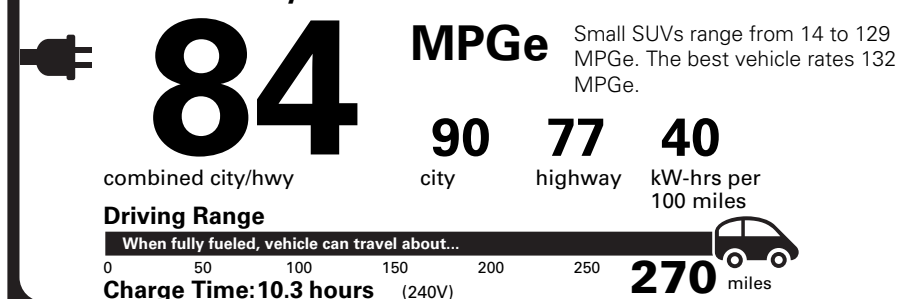 84
MPGe
Small SUVs range from 14 to 129
MPGe. The best vehicle rates 132
MPGe.
90 77 40
combined city/hwy city highway kW-hrs per
100 miles
Driving Range
When fully fueled, vehicle can travel about...
0 50 100 150 200 250 270 miles
Charge Time: 10.3 hours (240V)